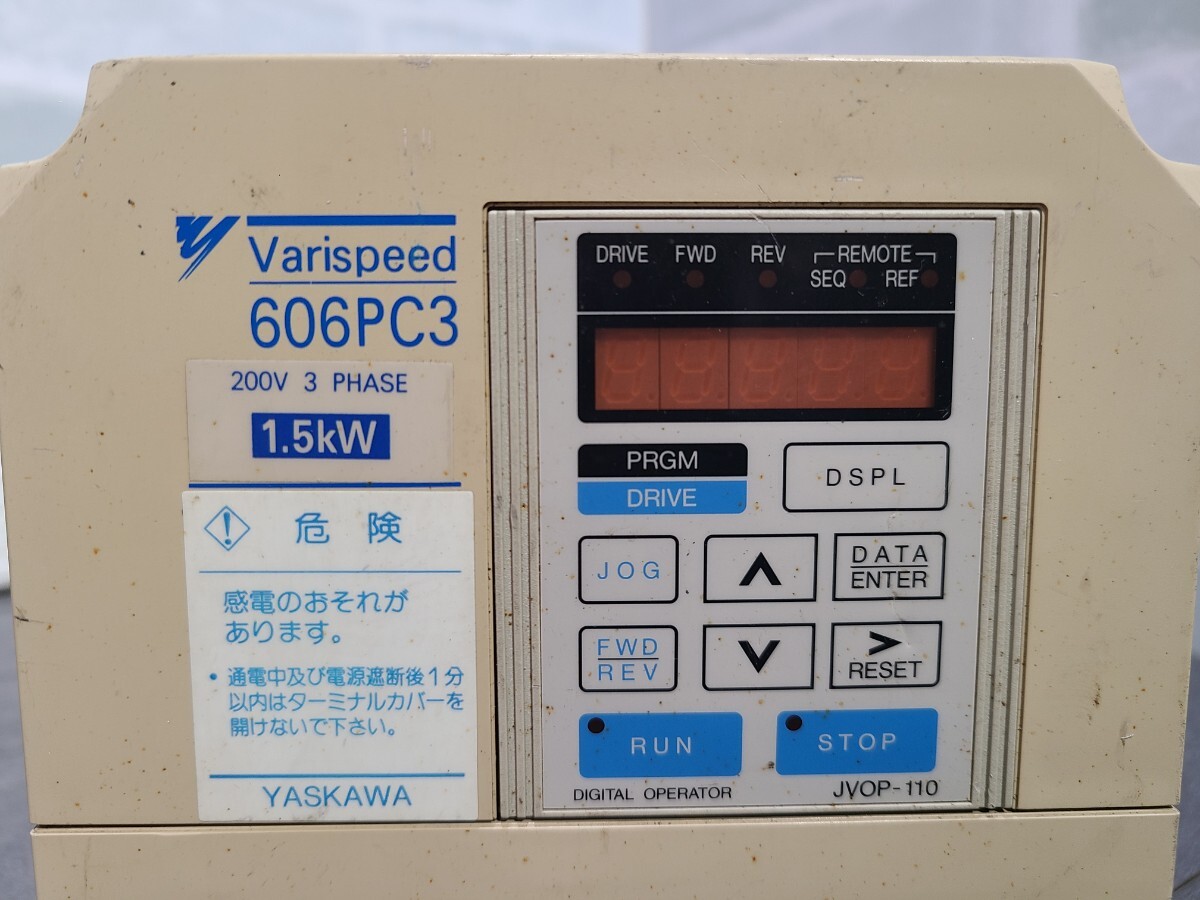 Varispeed
606PC3
200V 3 PHASE
1.5kW
危険
感電のおそれが
あります。
・通電中及び電源遮断後1分
以内はターミナルカバーを
開けないで下さい。
YASKAWA
DRIVE FWD REV REMOTE
SEQ REF
PRGM
DRIVE
DSPL
JOG
∧
DATA
ENTER
FWD
REV
∨
>
RESET
RUN
STOP
DIGITAL OPERATOR
JVOP-110